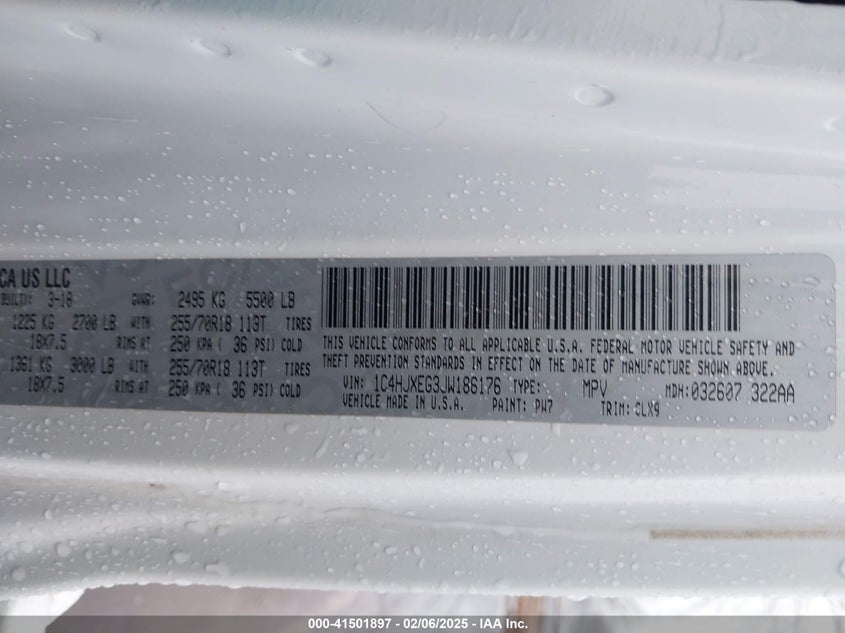 CA US LLC
BUILT): 3-18 GVWR: 2495 KG 5500 LB
1225 KG 2700 LB WITH 255/70R18 113T TIRES
18X7.5 RIMS AT 250 KPA ( 36 PSI) COLD
1361 KG 3000 LB WITH 255/70R18 113T TIRES
18X7.5 RIMS AT 250 KPA ( 36 PSI) COLD
THIS VEHICLE CONFORMS TO ALL APPLICABLE U.S.A. FEDERAL MOTOR VEHICLE SAFETY AND
THEFT PREVENTION STANDARDS IN EFFECT ON THE DATE OF MANUFACTURE SHOWN ABOVE.
VIN: 1C4HJXEG3JW186176 TYPE: MPV MDH: 032607 322AA
VEHICLE MADE IN U.S.A. PAINT: PW7 TRIM: CLX9
000-41501897 - 02/06/2025 - IAA Inc.